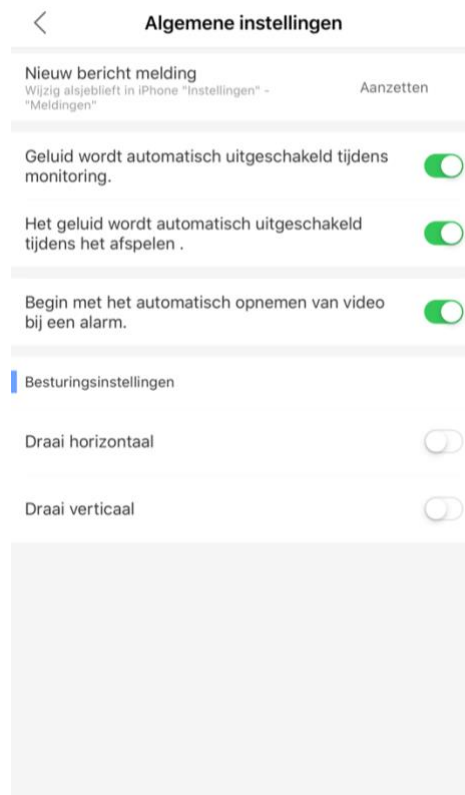 Algemene instellingen
Nieuw bericht melding
Wijzig alsjeblieft in iPhone "Instellingen" -
"Meldingen"
Aanzetten
Geluid wordt automatisch uitgeschakeld tijdens
monitoring.
Het geluid wordt automatisch uitgeschakeld
tijdens het afspelen .
Begin met het automatisch opnemen van video
bij een alarm.
Besturingsinstellingen
Draai horizontaal
Draai verticaal